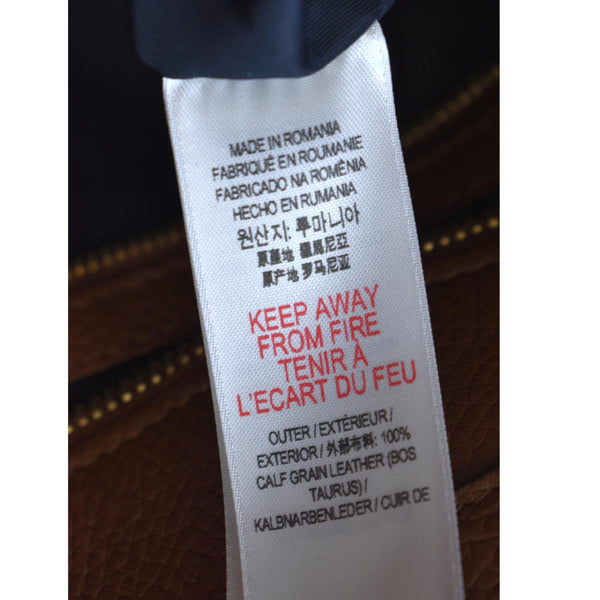 MADE IN ROMANIA
FABRIQUÉ EN ROUMANIE
FABRICADO NA ROMÊNIA
HECHO EN RUMANIA
원산지: 루마니아
原產地 羅馬尼亞
原产地 罗马尼亚
KEEP AWAY
FROM FIRE
TENIR À
L'ECART DU FEU
OUTER / EXTÉRIEUR /
EXTERIOR / 外部布料: 100%
CALF GRAIN LEATHER (BOS
TAURUS) /
KALBNARBENLEDER / CUIR DE